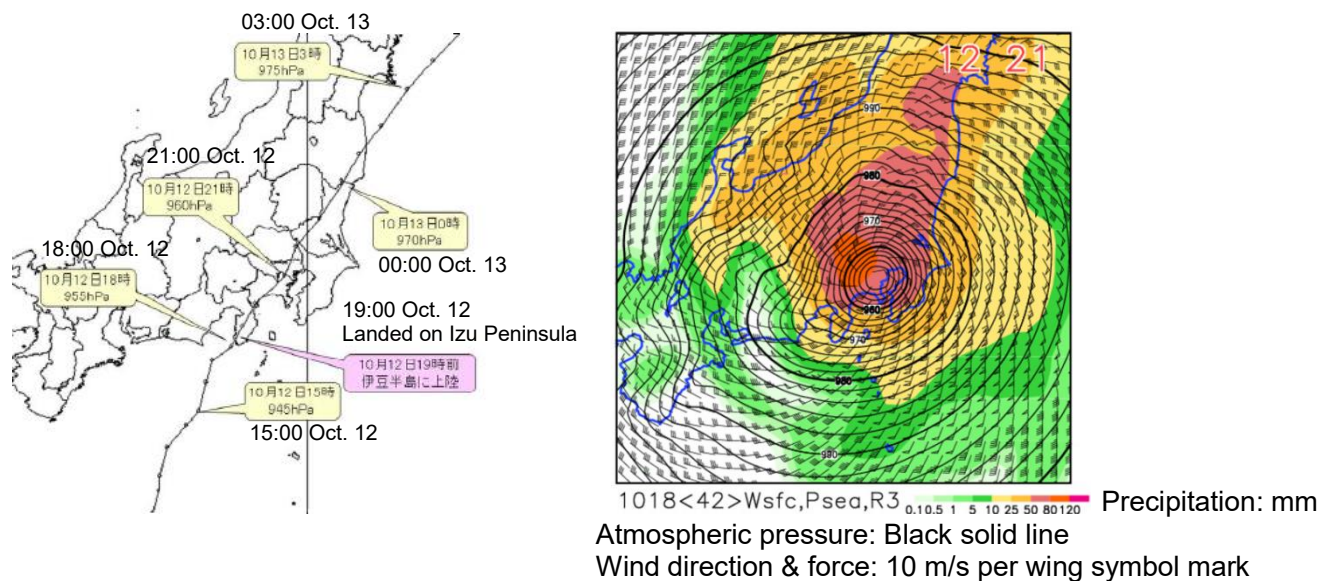 03:00 Oct. 13
10月13日3時
975hPa
21:00 Oct. 12
10月12日21時
960hPa
10月13日0時
970hPa
00:00 Oct. 13
18:00 Oct. 12
10月12日18時
955hPa
19:00 Oct. 12
Landed on Izu Peninsula
10月12日19時前
伊豆半島に上陸
10月12日15時
945hPa
15:00 Oct. 12
12 21
990
980
970
960
970
980
990
1018<42>Wsfc,Psea,R3
0.1 0.5 1 5 10 25 50 80 120
Precipitation: mm
Atmospheric pressure: Black solid line
Wind direction & force: 10 m/s per wing symbol mark